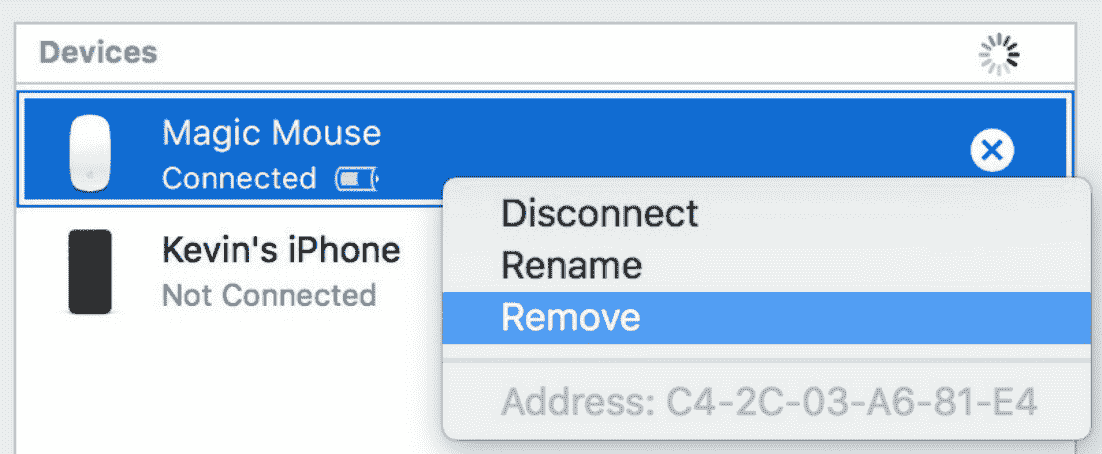 Devices
Magic Mouse
Connected
Kevin's iPhone
Not Connected
Disconnect
Rename
Remove
Address: C4-2C-03-A6-81-E4